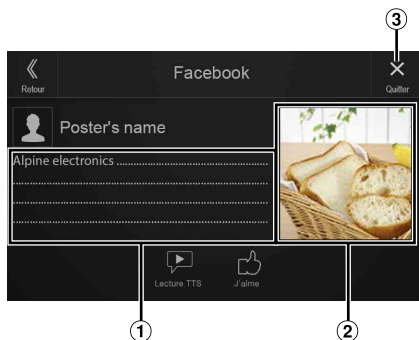 3
Facebook
Retour
Quitter
Poster's name
Alpine electronics ..........................................................
..........................................................................................
..........................................................................................
..........................................................................................
Lecture TTS
J'aime
1
2